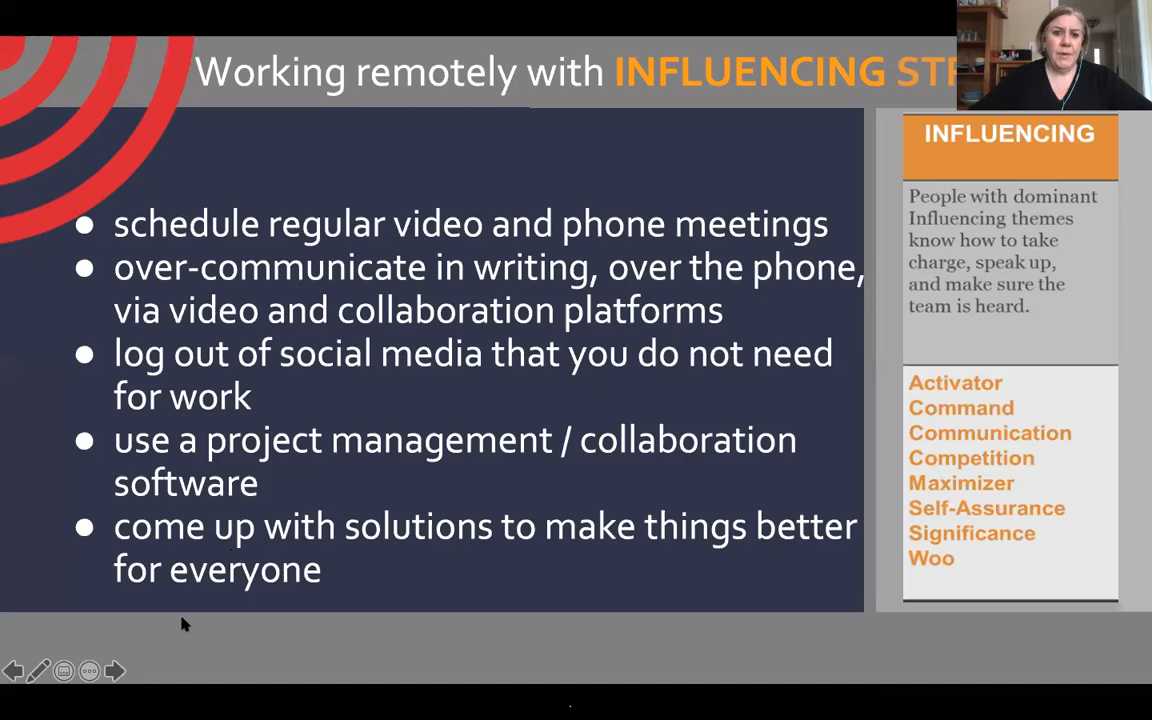 Working remotely with INFLUENCING
● schedule regular video and phone meetings
● over-communicate in writing, over the phone,
via video and collaboration platforms
● log out of social media that you do not need
for work
● use a project management / collaboration
software
● come up with solutions to make things better
for everyone
INFLUENCING
People with dominant
Influencing themes
know how to take
charge, speak up,
and make sure the
team is heard.
Activator
Command
Communication
Competition
Maximizer
Self-Assurance
Significance
Woo